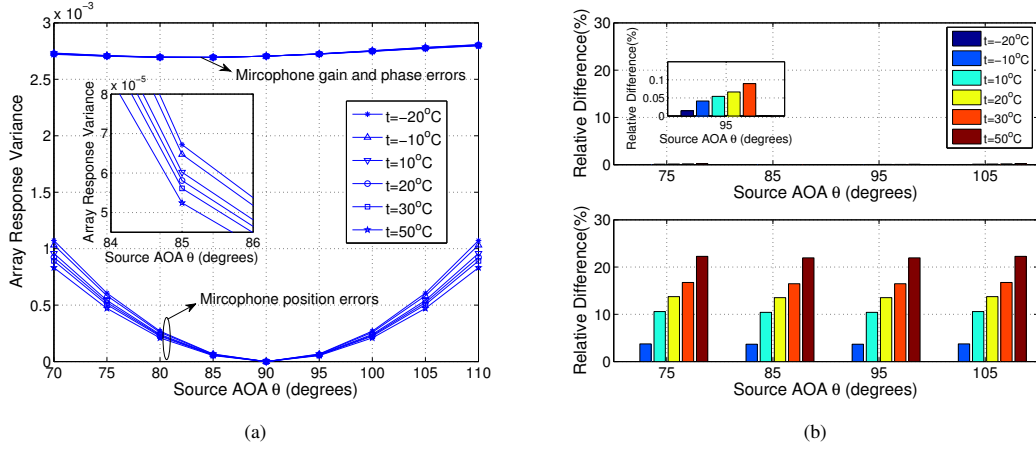 x 10⁻³
3
2.5
2
1.5
1
0.5
0
70 75 80 85 90 95 100 105 110
Array Response Variance
Source AOA θ (degrees)
Mircophone gain and phase errors
x 10⁻⁵
8
7
6
5
84 85 86
Array Response Variance
Source AOA θ (degrees)
t=−20°C
t=−10°C
t=10°C
t=20°C
t=30°C
t=50°C
Mircophone position errors
(a)
30
20
10
0
Relative Difference(%)
75 85 95 105
Source AOA θ (degrees)
0.1
0.05
0
Relative Difference(%)
95
Source AOA θ (degrees)
t=−20°C
t=−10°C
t=10°C
t=20°C
t=30°C
t=50°C
30
20
10
0
Relative Difference(%)
75 85 95 105
Source AOA θ (degrees)
(b)